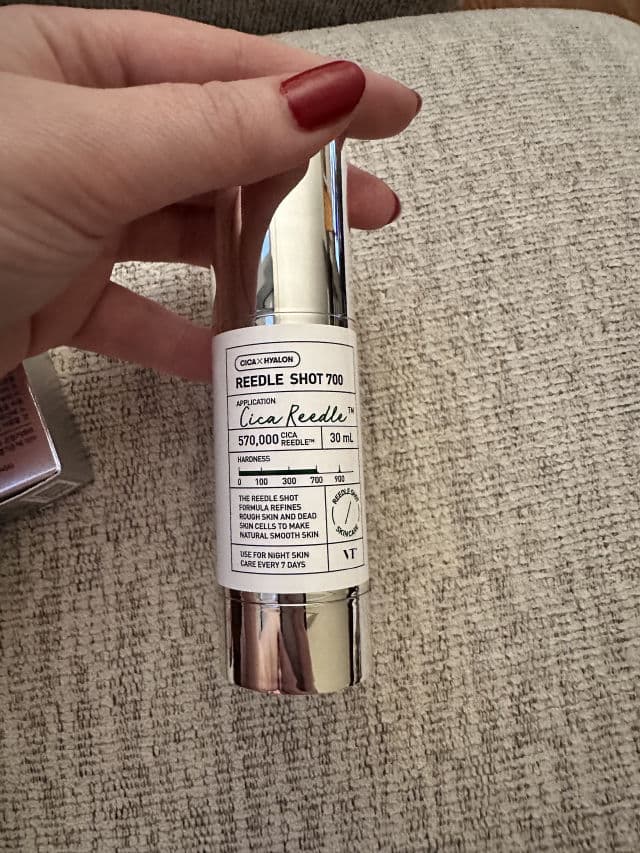 CICA×HYALON
REEDLE SHOT 700
APPLICATION
Cica Reedle™
570,000 CICA REEDLE™ 30 mL
HARDNESS
0 100 300 700 900
THE REEDLE SHOT
FORMULA REFINES
ROUGH SKIN AND DEAD
SKIN CELLS TO MAKE
NATURAL SMOOTH SKIN
REEDLE SHOT
SKINCARE
USE FOR NIGHT SKIN
CARE EVERY 7 DAYS
VT